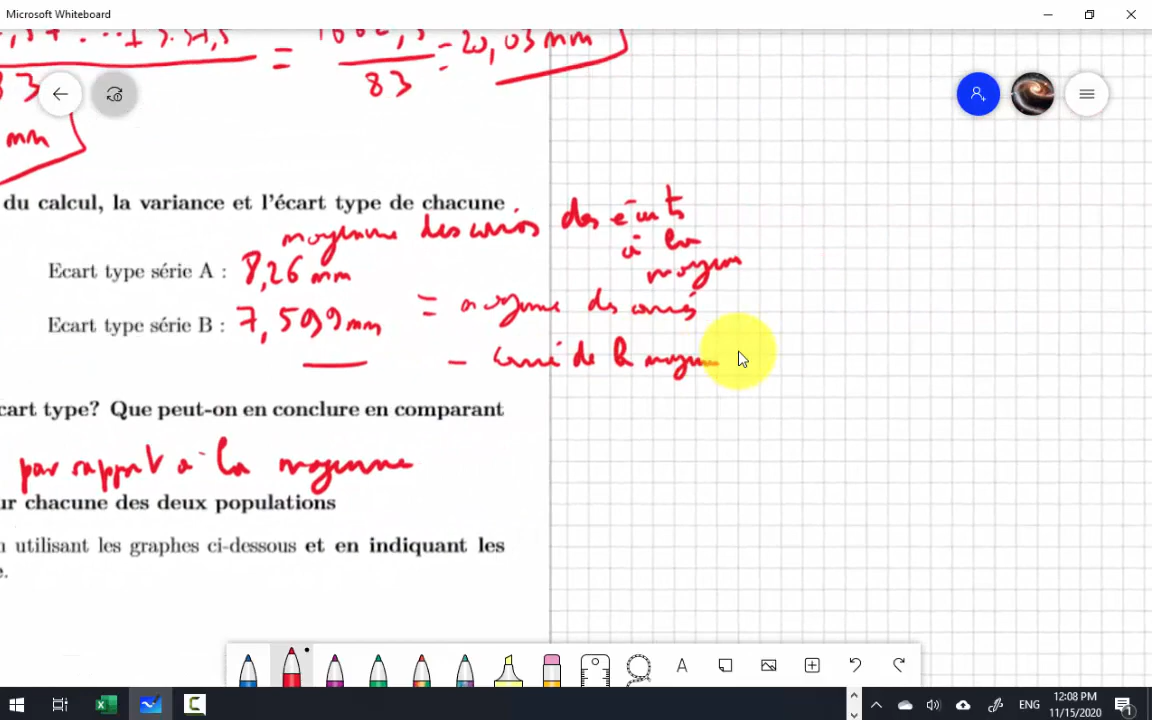 Microsoft Whiteboard
= 20,03 mm
83
mm
du calcul, la variance et l'écart type de chacune
moyenne des carrés des écarts
à la
moyenne
Ecart type série A : 8,26 mm
Ecart type série B : 7,599 mm
= moyenne des carrés
- carré de la moyenne
cart type? Que peut-on en conclure en comparant
par rapport à la moyenne
ur chacune des deux populations
n utilisant les graphes ci-dessous et en indiquant les
e.
A
ENG
12:08 PM
11/15/2020
1